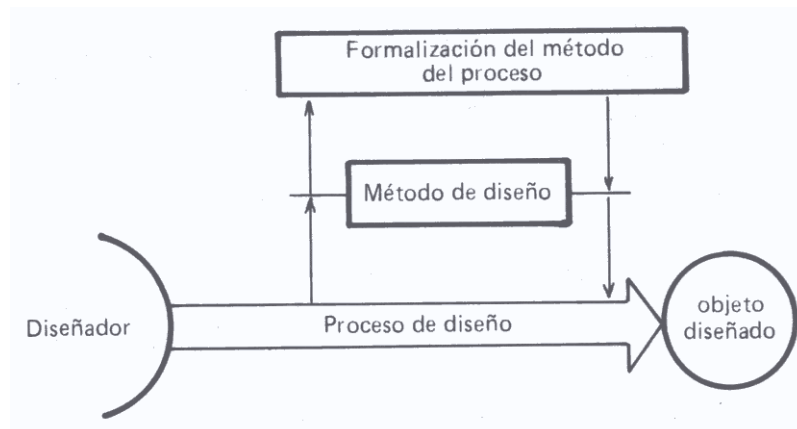 Formalización del método
del proceso
Método de diseño
Diseñador
Proceso de diseño
objeto
diseñado